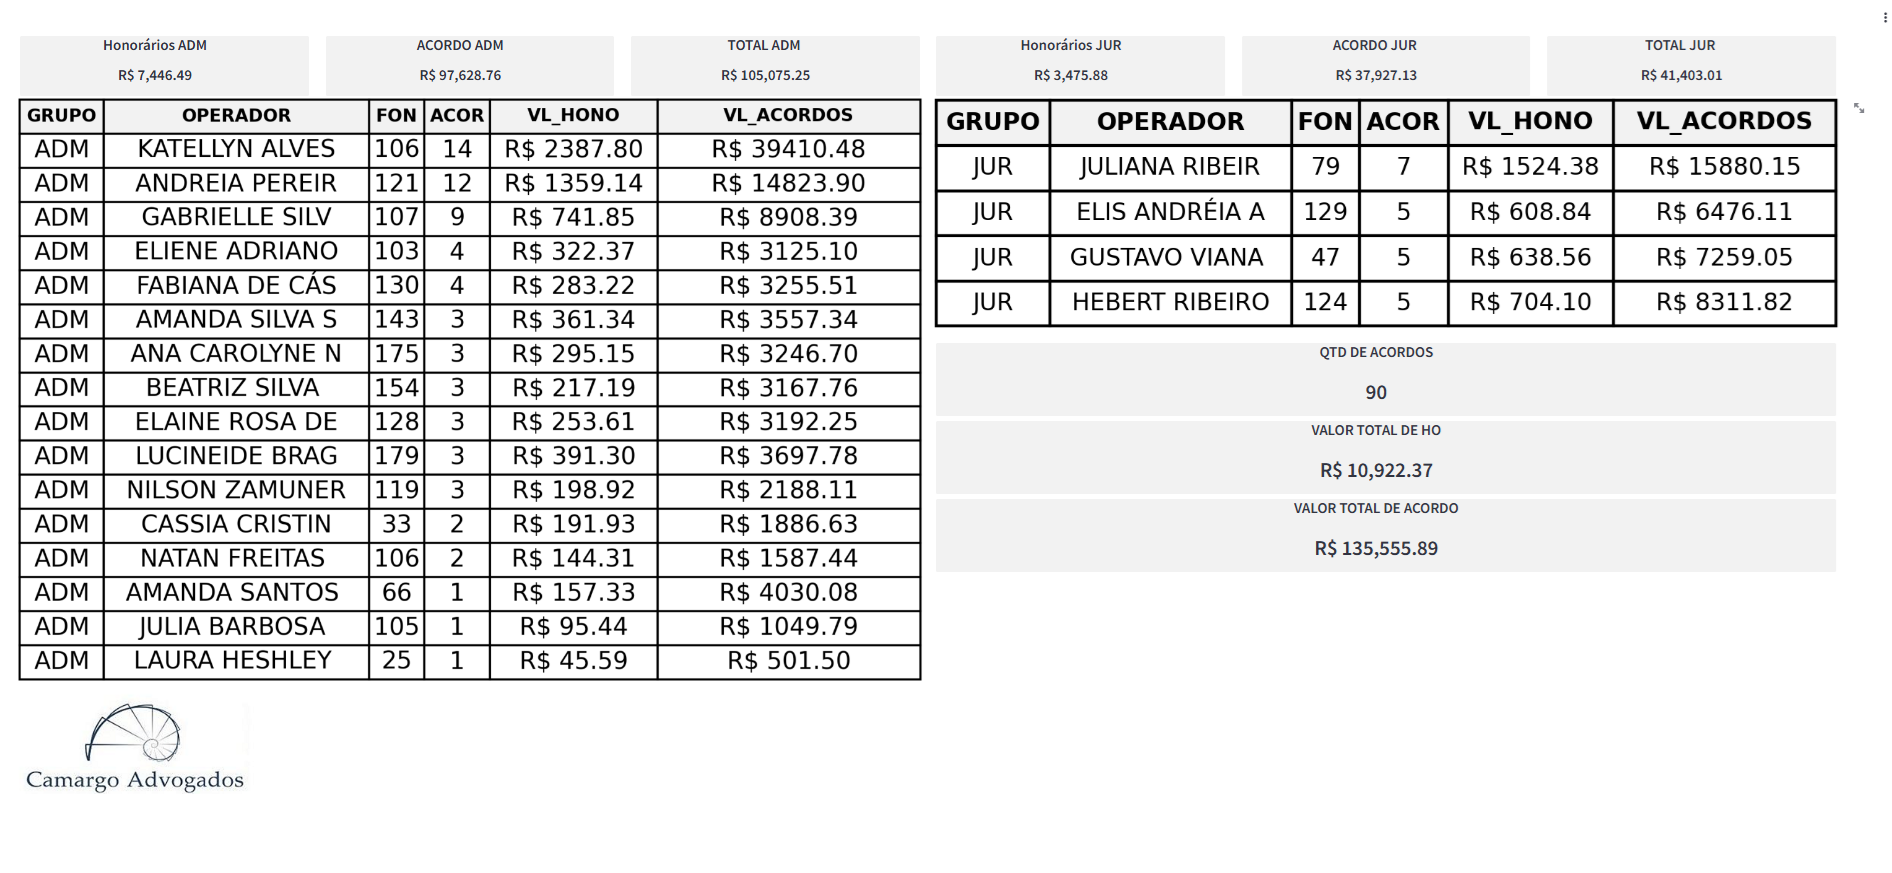 Honorários ADM
R$ 7,446.49
ACORDO ADM
R$ 97,628.76
TOTAL ADM
R$ 105,075.25
Honorários JUR
R$ 3,475.88
ACORDO JUR
R$ 37,927.13
TOTAL JUR
R$ 41,403.01
GRUPO OPERADOR FON ACOR VL_HONO VL_ACORDOS
ADM KATELLYN ALVES 106 14 R$ 2387.80 R$ 39410.48
ADM ANDREIA PEREIR 121 12 R$ 1359.14 R$ 14823.90
ADM GABRIELLE SILV 107 9 R$ 741.85 R$ 8908.39
ADM ELIENE ADRIANO 103 4 R$ 322.37 R$ 3125.10
ADM FABIANA DE CÁS 130 4 R$ 283.22 R$ 3255.51
ADM AMANDA SILVA S 143 3 R$ 361.34 R$ 3557.34
ADM ANA CAROLYNE N 175 3 R$ 295.15 R$ 3246.70
ADM BEATRIZ SILVA 154 3 R$ 217.19 R$ 3167.76
ADM ELAINE ROSA DE 128 3 R$ 253.61 R$ 3192.25
ADM LUCINEIDE BRAG 179 3 R$ 391.30 R$ 3697.78
ADM NILSON ZAMUNER 119 3 R$ 198.92 R$ 2188.11
ADM CASSIA CRISTIN 33 2 R$ 191.93 R$ 1886.63
ADM NATAN FREITAS 106 2 R$ 144.31 R$ 1587.44
ADM AMANDA SANTOS 66 1 R$ 157.33 R$ 4030.08
ADM JULIA BARBOSA 105 1 R$ 95.44 R$ 1049.79
ADM LAURA HESHLEY 25 1 R$ 45.59 R$ 501.50
GRUPO OPERADOR FON ACOR VL_HONO VL_ACORDOS
JUR JULIANA RIBEIR 79 7 R$ 1524.38 R$ 15880.15
JUR ELIS ANDRÉIA A 129 5 R$ 608.84 R$ 6476.11
JUR GUSTAVO VIANA 47 5 R$ 638.56 R$ 7259.05
JUR HEBERT RIBEIRO 124 5 R$ 704.10 R$ 8311.82
QTD DE ACORDOS
90
VALOR TOTAL DE HO
R$ 10,922.37
VALOR TOTAL DE ACORDO
R$ 135,555.89
Camargo Advogados